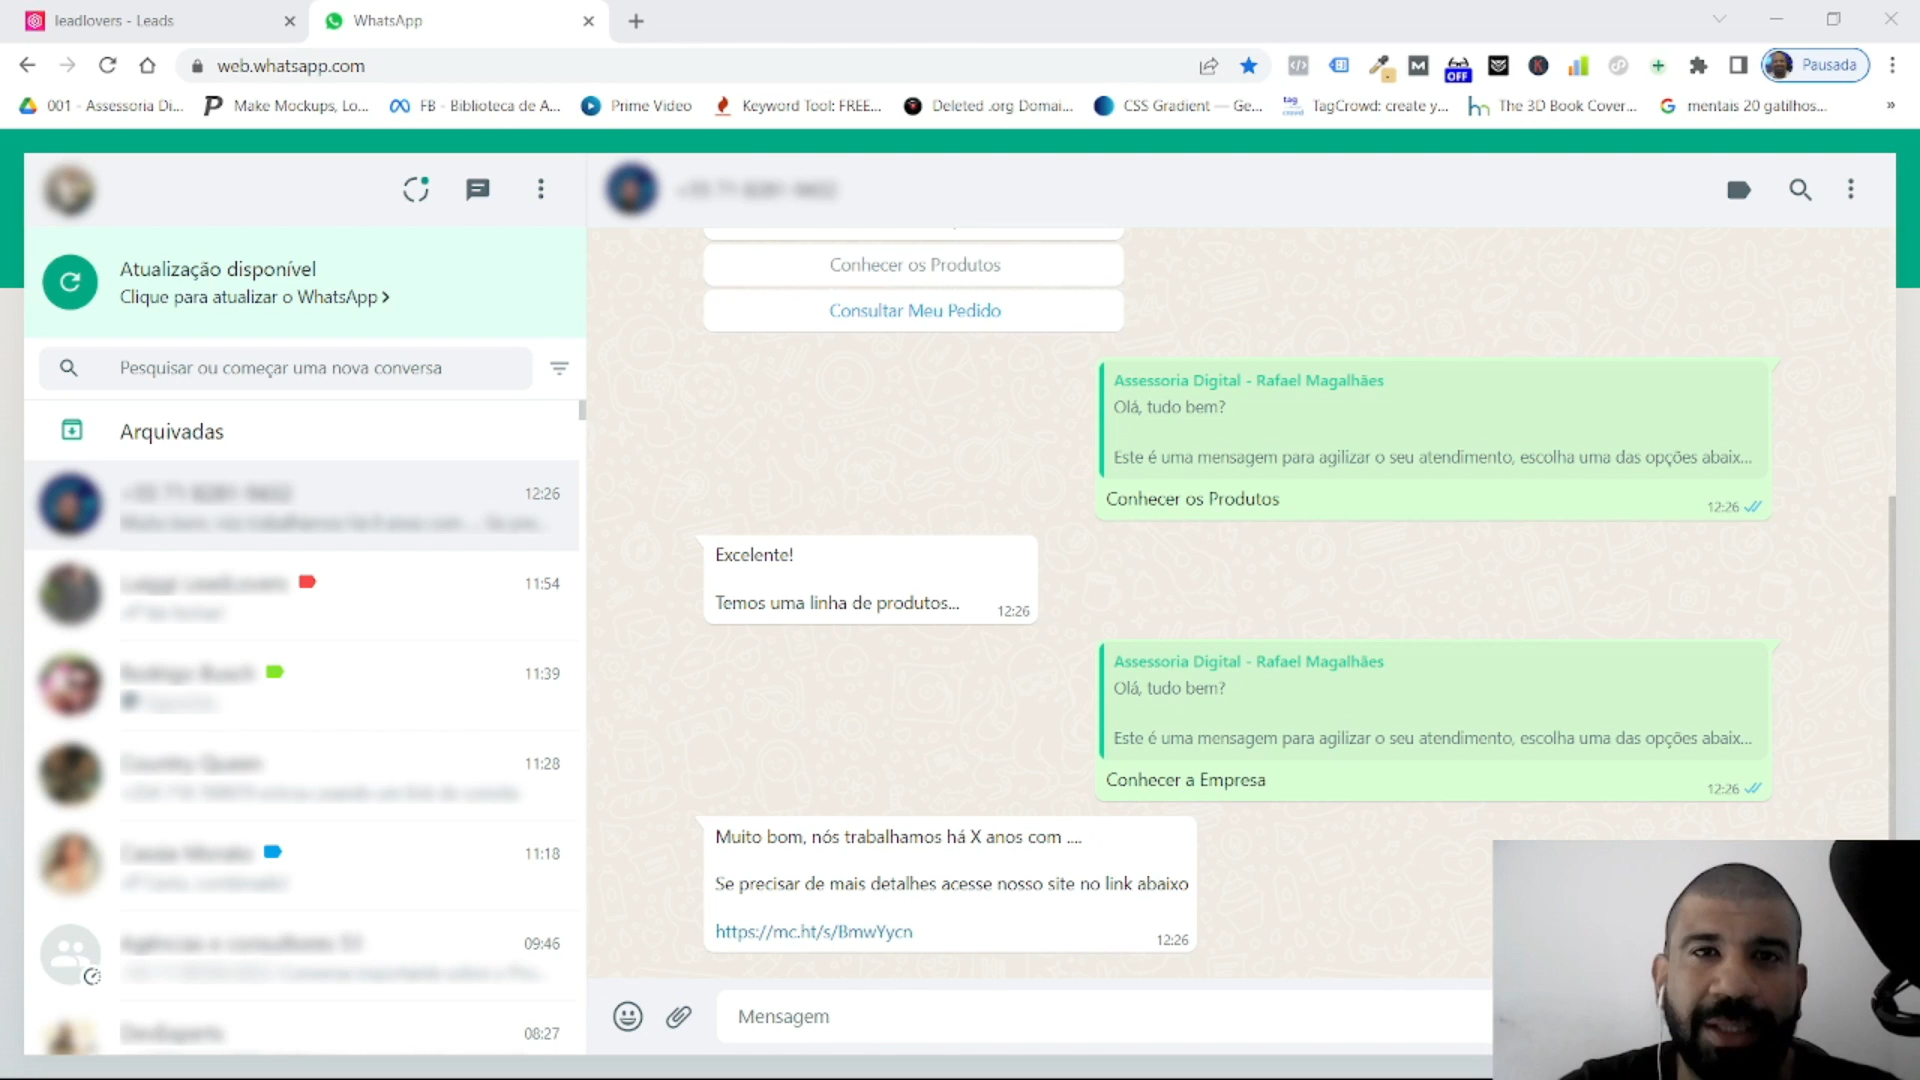 leadlovers - Leads
WhatsApp
web.whatsapp.com
OFF
Pausada
001 - Assessoria Di...
Make Mockups, Lo...
FB - Biblioteca de A...
Prime Video
Keyword Tool: FREE...
Deleted .org Domai...
CSS Gradient — Ge...
TagCrowd: create y...
The 3D Book Cover...
mentais 20 gatilhos...
»
Atualização disponível
Clique para atualizar o WhatsApp
Pesquisar ou começar uma nova conversa
Arquivadas
12:26
11:54
11:39
11:28
11:18
09:46
08:27
Conhecer os Produtos
Consultar Meu Pedido
Assessoria Digital - Rafael Magalhães
Olá, tudo bem?
Este é uma mensagem para agilizar o seu atendimento, escolha uma das opções abaix...
Conhecer os Produtos
12:26
Excelente!
Temos uma linha de produtos...
12:26
Assessoria Digital - Rafael Magalhães
Olá, tudo bem?
Este é uma mensagem para agilizar o seu atendimento, escolha uma das opções abaix...
Conhecer a Empresa
12:26
Muito bom, nós trabalhamos há X anos com ....
Se precisar de mais detalhes acesse nosso site no link abaixo
https://mc.ht/s/BmwYycn
12:26
Mensagem